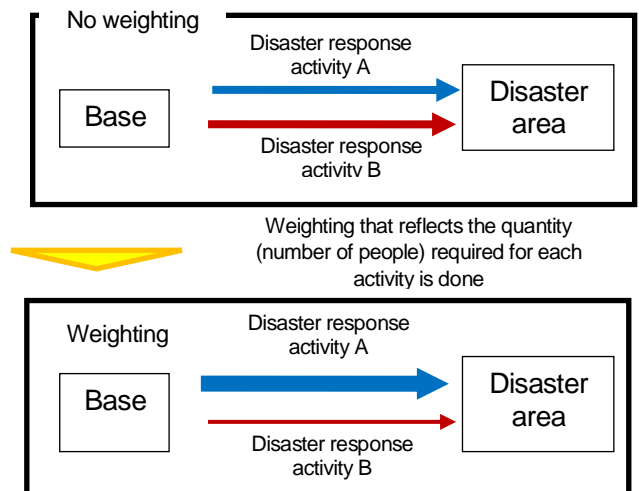 No weighting
Disaster response
activity A
Base
Disaster
area
Disaster response
activity B
Weighting that reflects the quantity
(number of people) required for each
activity is done
Weighting
Disaster response
activity A
Base
Disaster
area
Disaster response
activity B